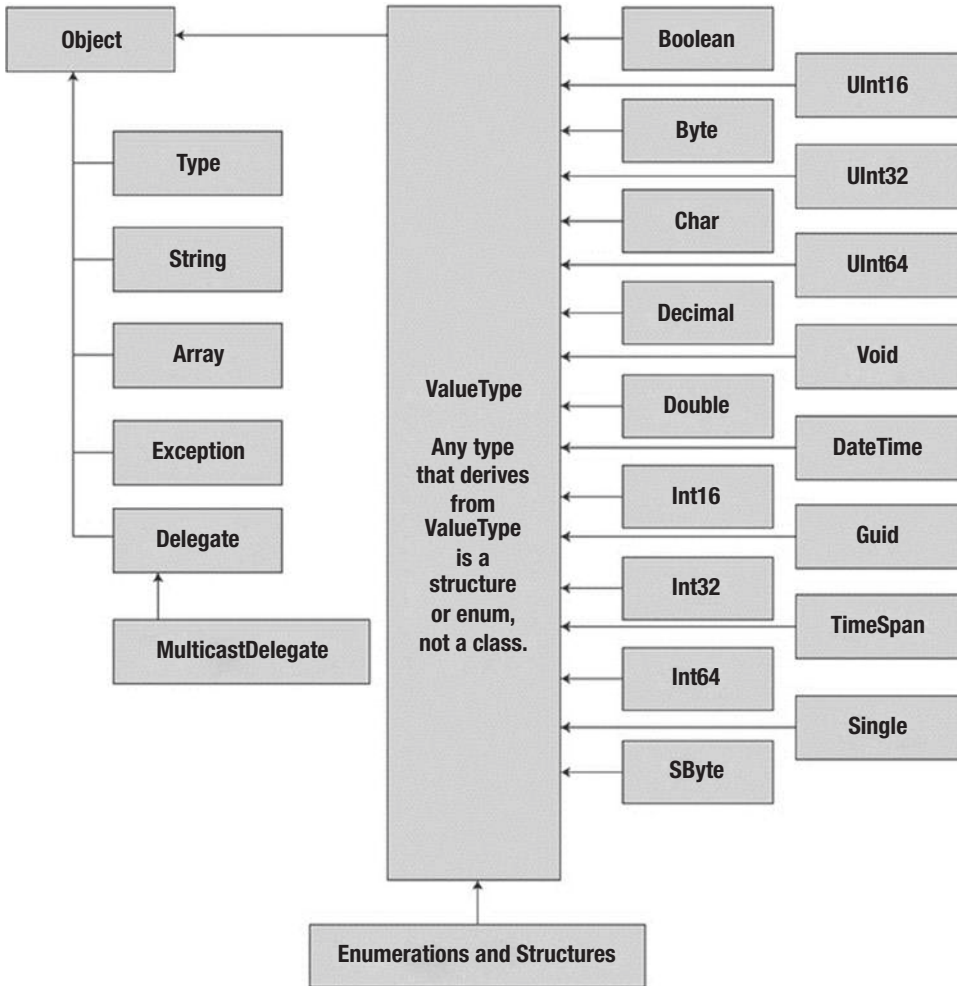 Object
Type
String
Array
Exception
Delegate
MulticastDelegate
ValueType
Any type
that derives
from
ValueType
is a
structure
or enum,
not a class.
Boolean
UInt16
Byte
UInt32
Char
UInt64
Decimal
Void
Double
DateTime
Int16
Guid
Int32
TimeSpan
Int64
Single
SByte
Enumerations and Structures